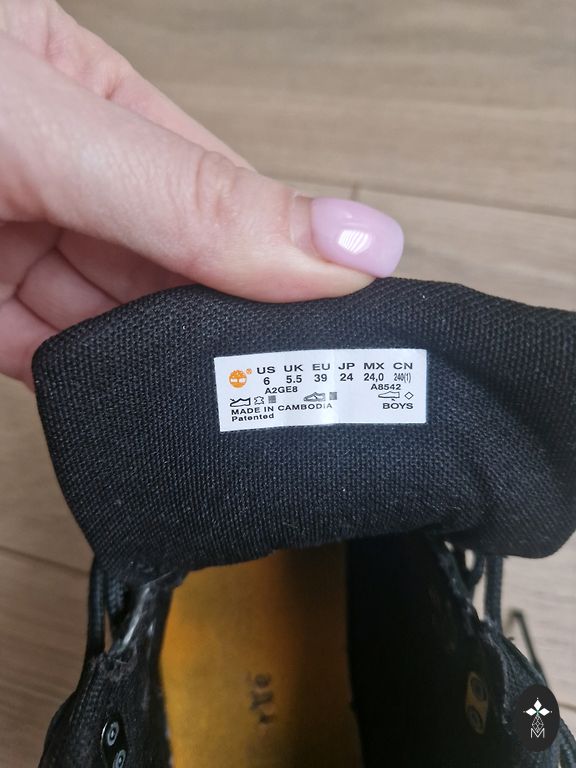 ® US UK EU JP MX CN
6 5.5 39 24 24,0 240(1)
A2GE8 A8542
MADE IN CAMBODIA BOYS
Patented